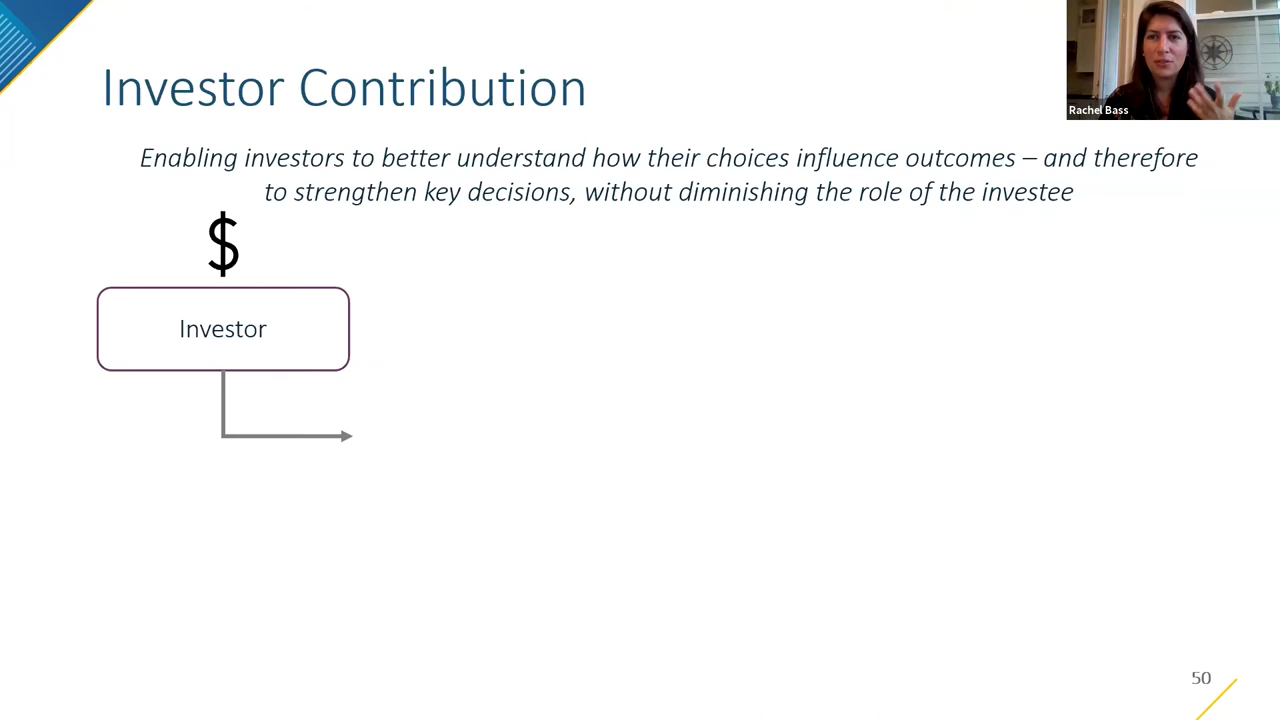 Investor Contribution
Rachel Bass
Enabling investors to better understand how their choices influence outcomes – and therefore
to strengthen key decisions, without diminishing the role of the investee
$
Investor
50